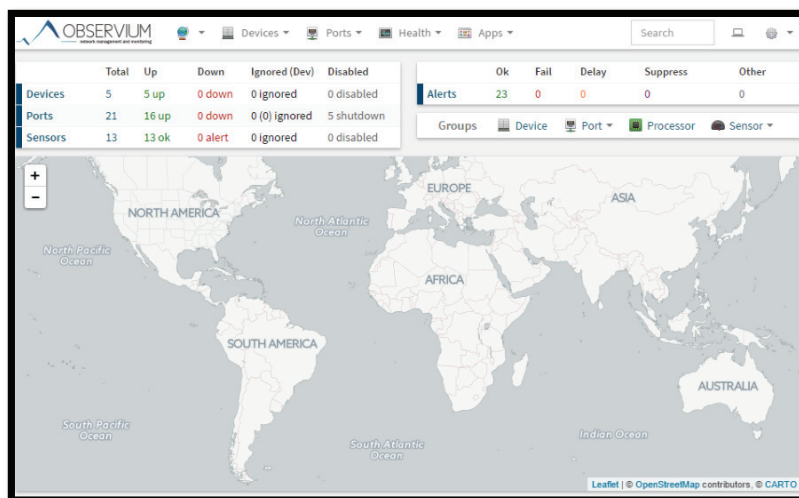 OBSERVIUM
network management and monitoring
Devices Ports Health Apps Search
Total Up Down Ignored (Dev) Disabled
Devices 5 5 up 0 down 0 ignored 0 disabled
Ports 21 16 up 0 down 0 (0) ignored 5 shutdown
Sensors 13 13 ok 0 alert 0 ignored 0 disabled
Ok Fail Delay Suppress Other
Alerts 23 0 0 0 0
Groups Device Port Processor Sensor
+
−
EUROPE
ASIA
NORTH AMERICA
North Atlantic
Ocean
North Pacific
Ocean
AFRICA
SOUTH AMERICA
AUSTRALIA
South Pacific
Ocean
South Atlantic
Ocean
Indian Ocean
Leaflet | © OpenStreetMap contributors, © CARTO